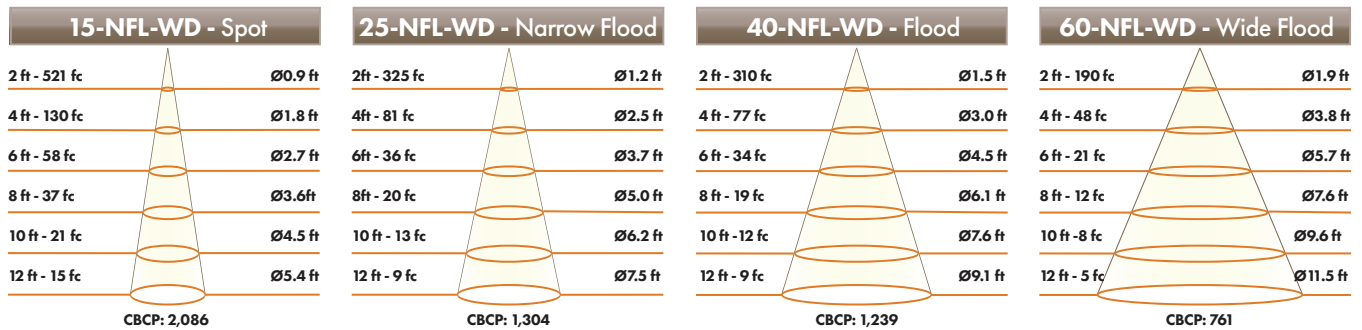 15-NFL-WD - Spot
2 ft - 521 fc Ø0.9 ft
4 ft - 130 fc Ø1.8 ft
6 ft - 58 fc Ø2.7 ft
8 ft - 37 fc Ø3.6ft
10 ft - 21 fc Ø4.5 ft
12 ft - 15 fc Ø5.4 ft
CBCP: 2,086
25-NFL-WD - Narrow Flood
2ft - 325 fc Ø1.2 ft
4ft - 81 fc Ø2.5 ft
6ft - 36 fc Ø3.7 ft
8ft - 20 fc Ø5.0 ft
10 ft - 13 fc Ø6.2 ft
12 ft - 9 fc Ø7.5 ft
CBCP: 1,304
40-NFL-WD - Flood
2 ft - 310 fc Ø1.5 ft
4 ft - 77 fc Ø3.0 ft
6 ft - 34 fc Ø4.5 ft
8 ft - 19 fc Ø6.1 ft
10 ft -12 fc Ø7.6 ft
12 ft - 9 fc Ø9.1 ft
CBCP: 1,239
60-NFL-WD - Wide Flood
2 ft - 190 fc Ø1.9 ft
4 ft - 48 fc Ø3.8 ft
6 ft - 21 fc Ø5.7 ft
8 ft - 12 fc Ø7.6 ft
10 ft -8 fc Ø9.6 ft
12 ft - 5 fc Ø11.5 ft
CBCP: 761